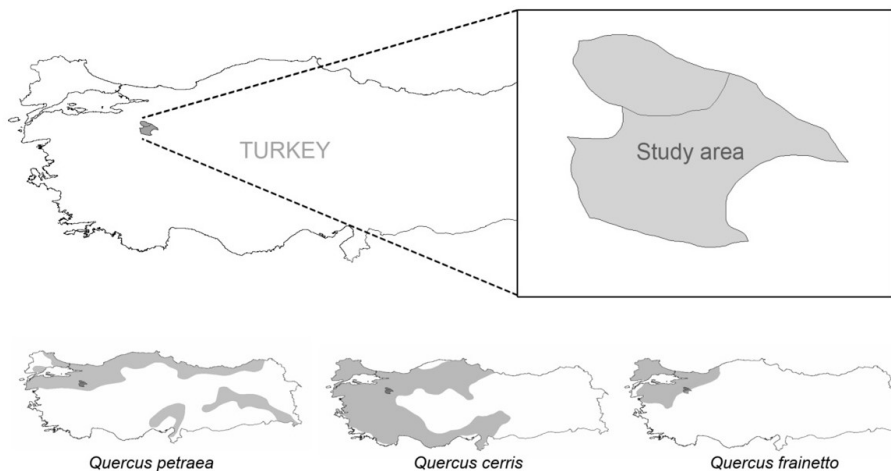 TURKEY
Study area
Quercus petraea
Quercus cerris
Quercus frainetto